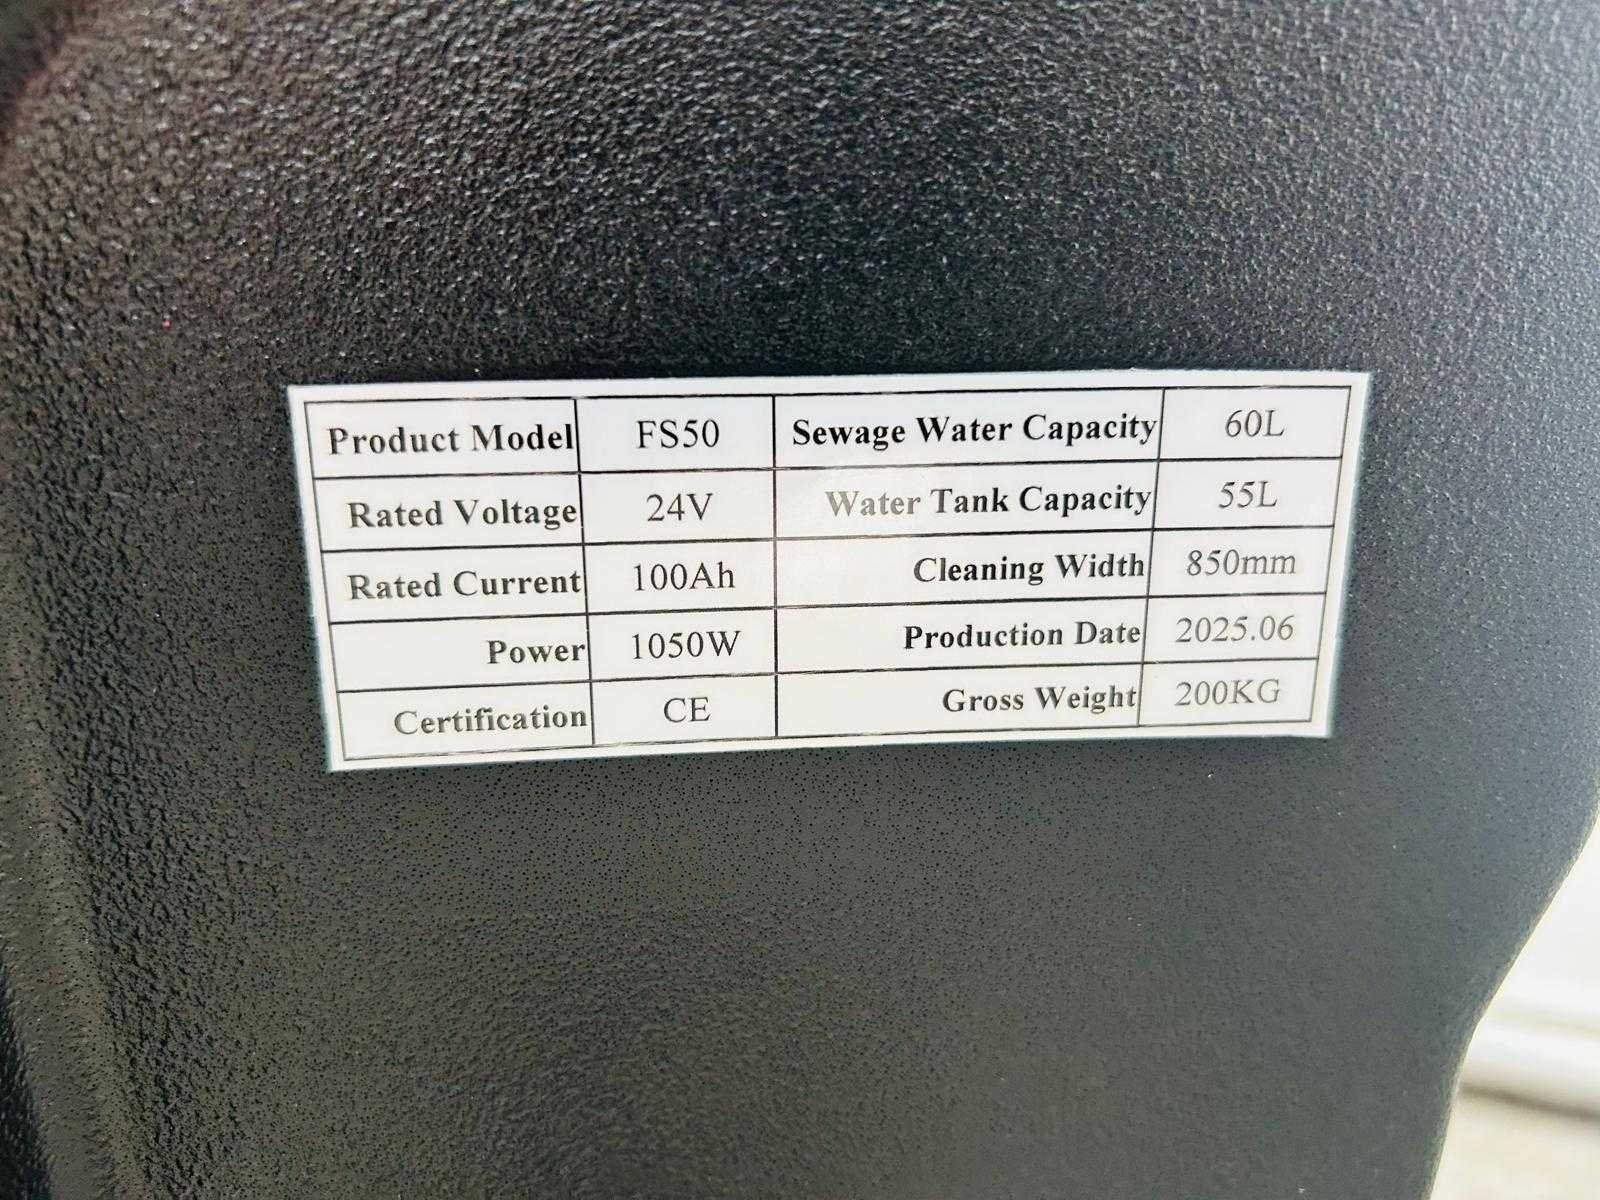 Product Model FS50 Sewage Water Capacity 60L
Rated Voltage 24V Water Tank Capacity 55L
Rated Current 100Ah Cleaning Width 850mm
Power 1050W Production Date 2025.06
Certification CE Gross Weight 200KG